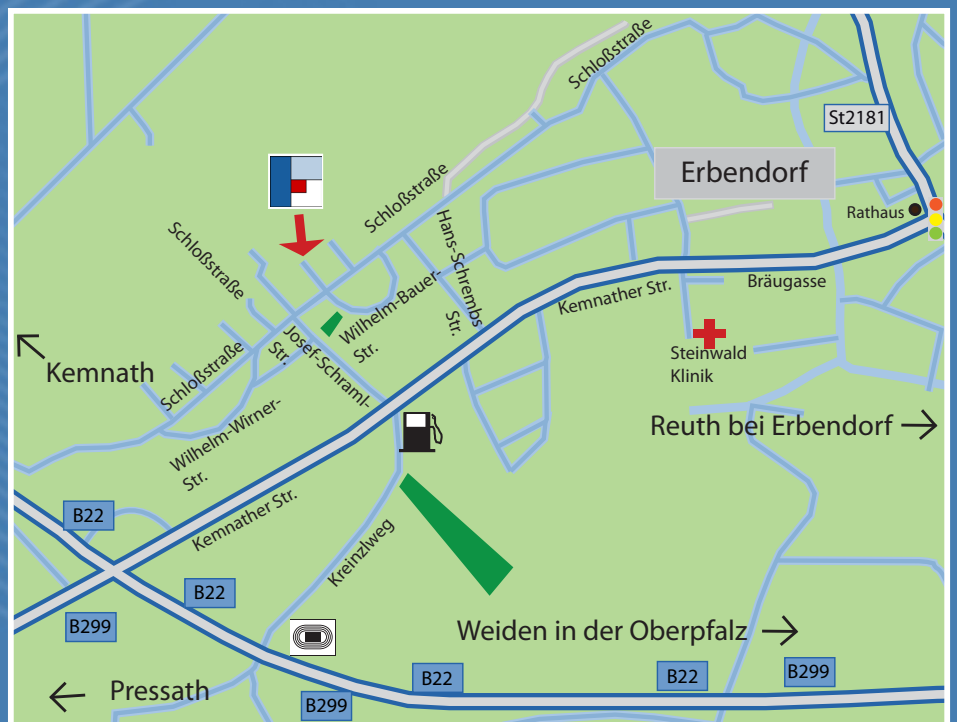 Schloßstraße
St2181
Erbendorf
Rathaus
Schloßstraße
Schloßstraße
Hans-Schrembs
Str.
Wilhelm-Bauer-
Str.
Kemnather Str.
Bräugasse
Josef-Schraml-
Str.
Steinwald
Klinik
Kemnath
Schloßstraße
Wilhelm-Wirner-
Str.
Reuth bei Erbendorf
Kemnather Str.
B22
Kreinzlweg
B22
B299
Weiden in der Oberpfalz
B22
B22
B299
Pressath
B299